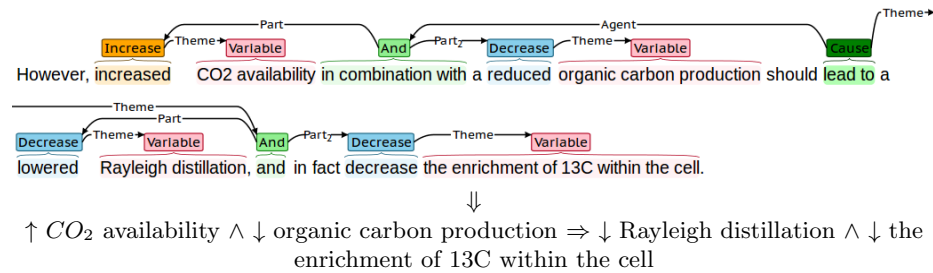 Part Agent Theme
Increase Theme Variable And Part2 Decrease Theme Variable Cause
However, increased CO2 availability in combination with a reduced organic carbon production should lead to a
Theme
Part
Decrease Theme Variable And Part2 Decrease Theme Variable
lowered Rayleigh distillation, and in fact decrease the enrichment of 13C within the cell.
⇓
↑ CO₂ availability ∧ ↓ organic carbon production ⇒ ↓ Rayleigh distillation ∧ ↓ the
enrichment of 13C within the cell